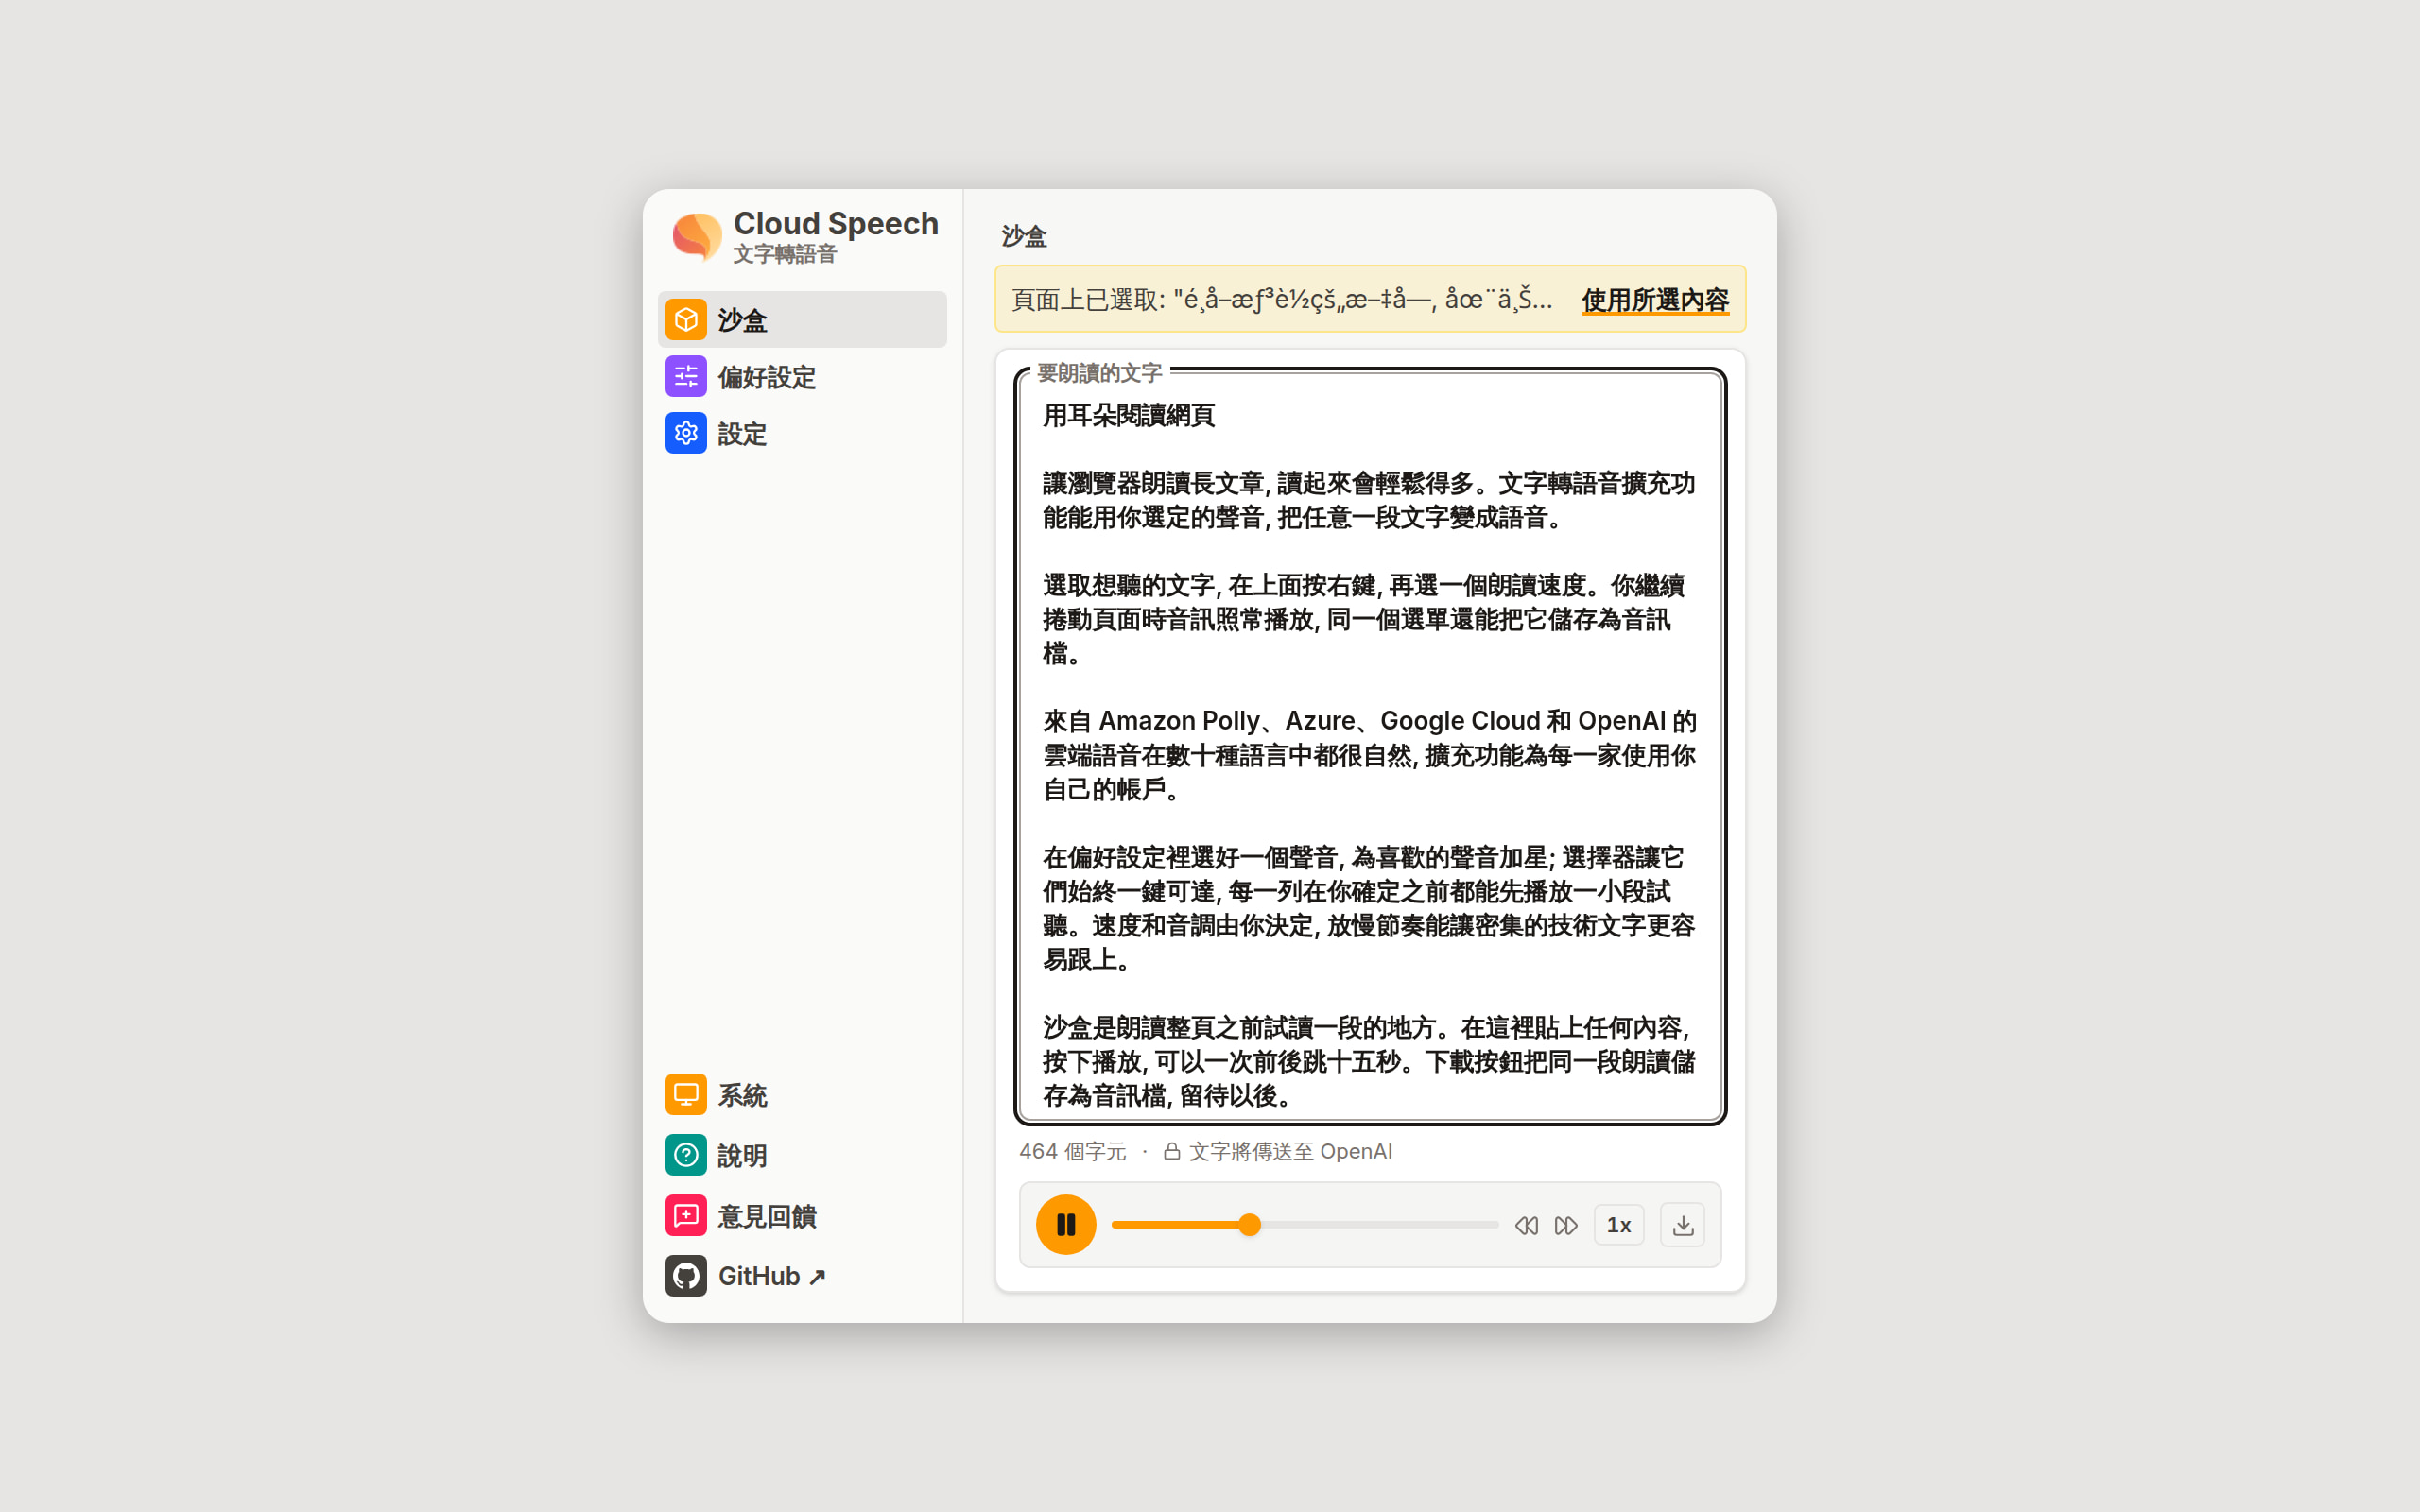 Cloud Speech
文字轉語音
沙盒
偏好設定
設定
系統
說明
意見回饋
GitHub ↗
沙盒
頁面上已選取: "é¸å–æƒ³è½çš„æ–‡å—, åœ¨ä¸Š... 使用所選內容
要朗讀的文字
用耳朵閱讀網頁
讓瀏覽器朗讀長文章, 讀起來會輕鬆得多。文字轉語音擴充功
能能用你選定的聲音, 把任意一段文字變成語音。
選取想聽的文字, 在上面按右鍵, 再選一個朗讀速度。你繼續
捲動頁面時音訊照常播放, 同一個選單還能把它儲存為音訊
檔。
來自 Amazon Polly、Azure、Google Cloud 和 OpenAI 的
雲端語音在數十種語言中都很自然, 擴充功能為每一家使用你
自己的帳戶。
在偏好設定裡選好一個聲音, 為喜歡的聲音加星; 選擇器讓它
們始終一鍵可達, 每一列在你確定之前都能先播放一小段試
聽。速度和音調由你決定, 放慢節奏能讓密集的技術文字更容
易跟上。
沙盒是朗讀整頁之前試讀一段的地方。在這裡貼上任何內容,
按下播放, 可以一次前後跳十五秒。下載按鈕把同一段朗讀儲
存為音訊檔, 留待以後。
464 個字元 · 文字將傳送至 OpenAI
1x